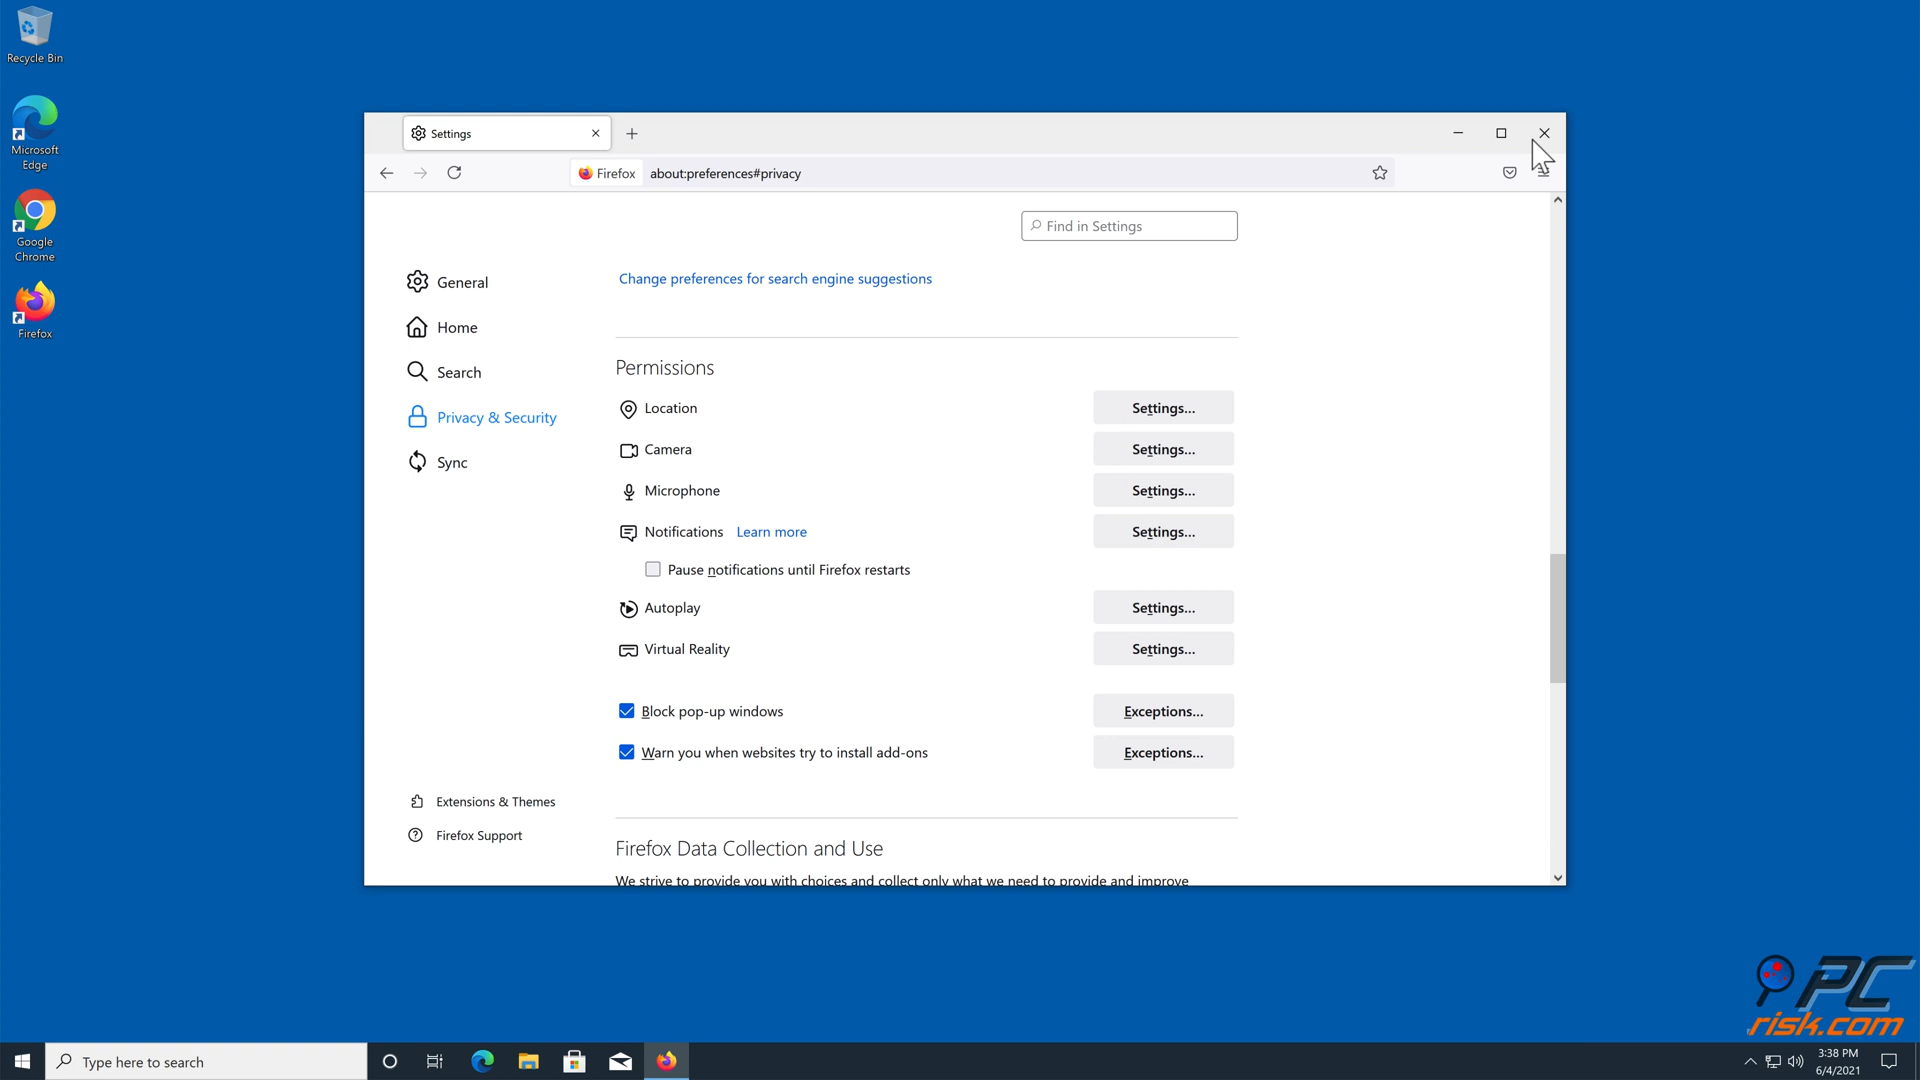 Recycle Bin
Microsoft
Edge
Google
Chrome
Firefox
Settings
Firefox
about:preferences#privacy
Find in Settings
General
Home
Search
Privacy & Security
Sync
Extensions & Themes
Firefox Support
Change preferences for search engine suggestions
Permissions
Location
Settings...
Camera
Settings...
Microphone
Settings...
Notifications Learn more
Settings...
Pause notifications until Firefox restarts
Autoplay
Settings...
Virtual Reality
Settings...
Block pop-up windows
Exceptions...
Warn you when websites try to install add-ons
Exceptions...
Firefox Data Collection and Use
We strive to provide you with choices and collect only what we need to provide and improve
PC
risk.com
Type here to search
3:38 PM
6/4/2021